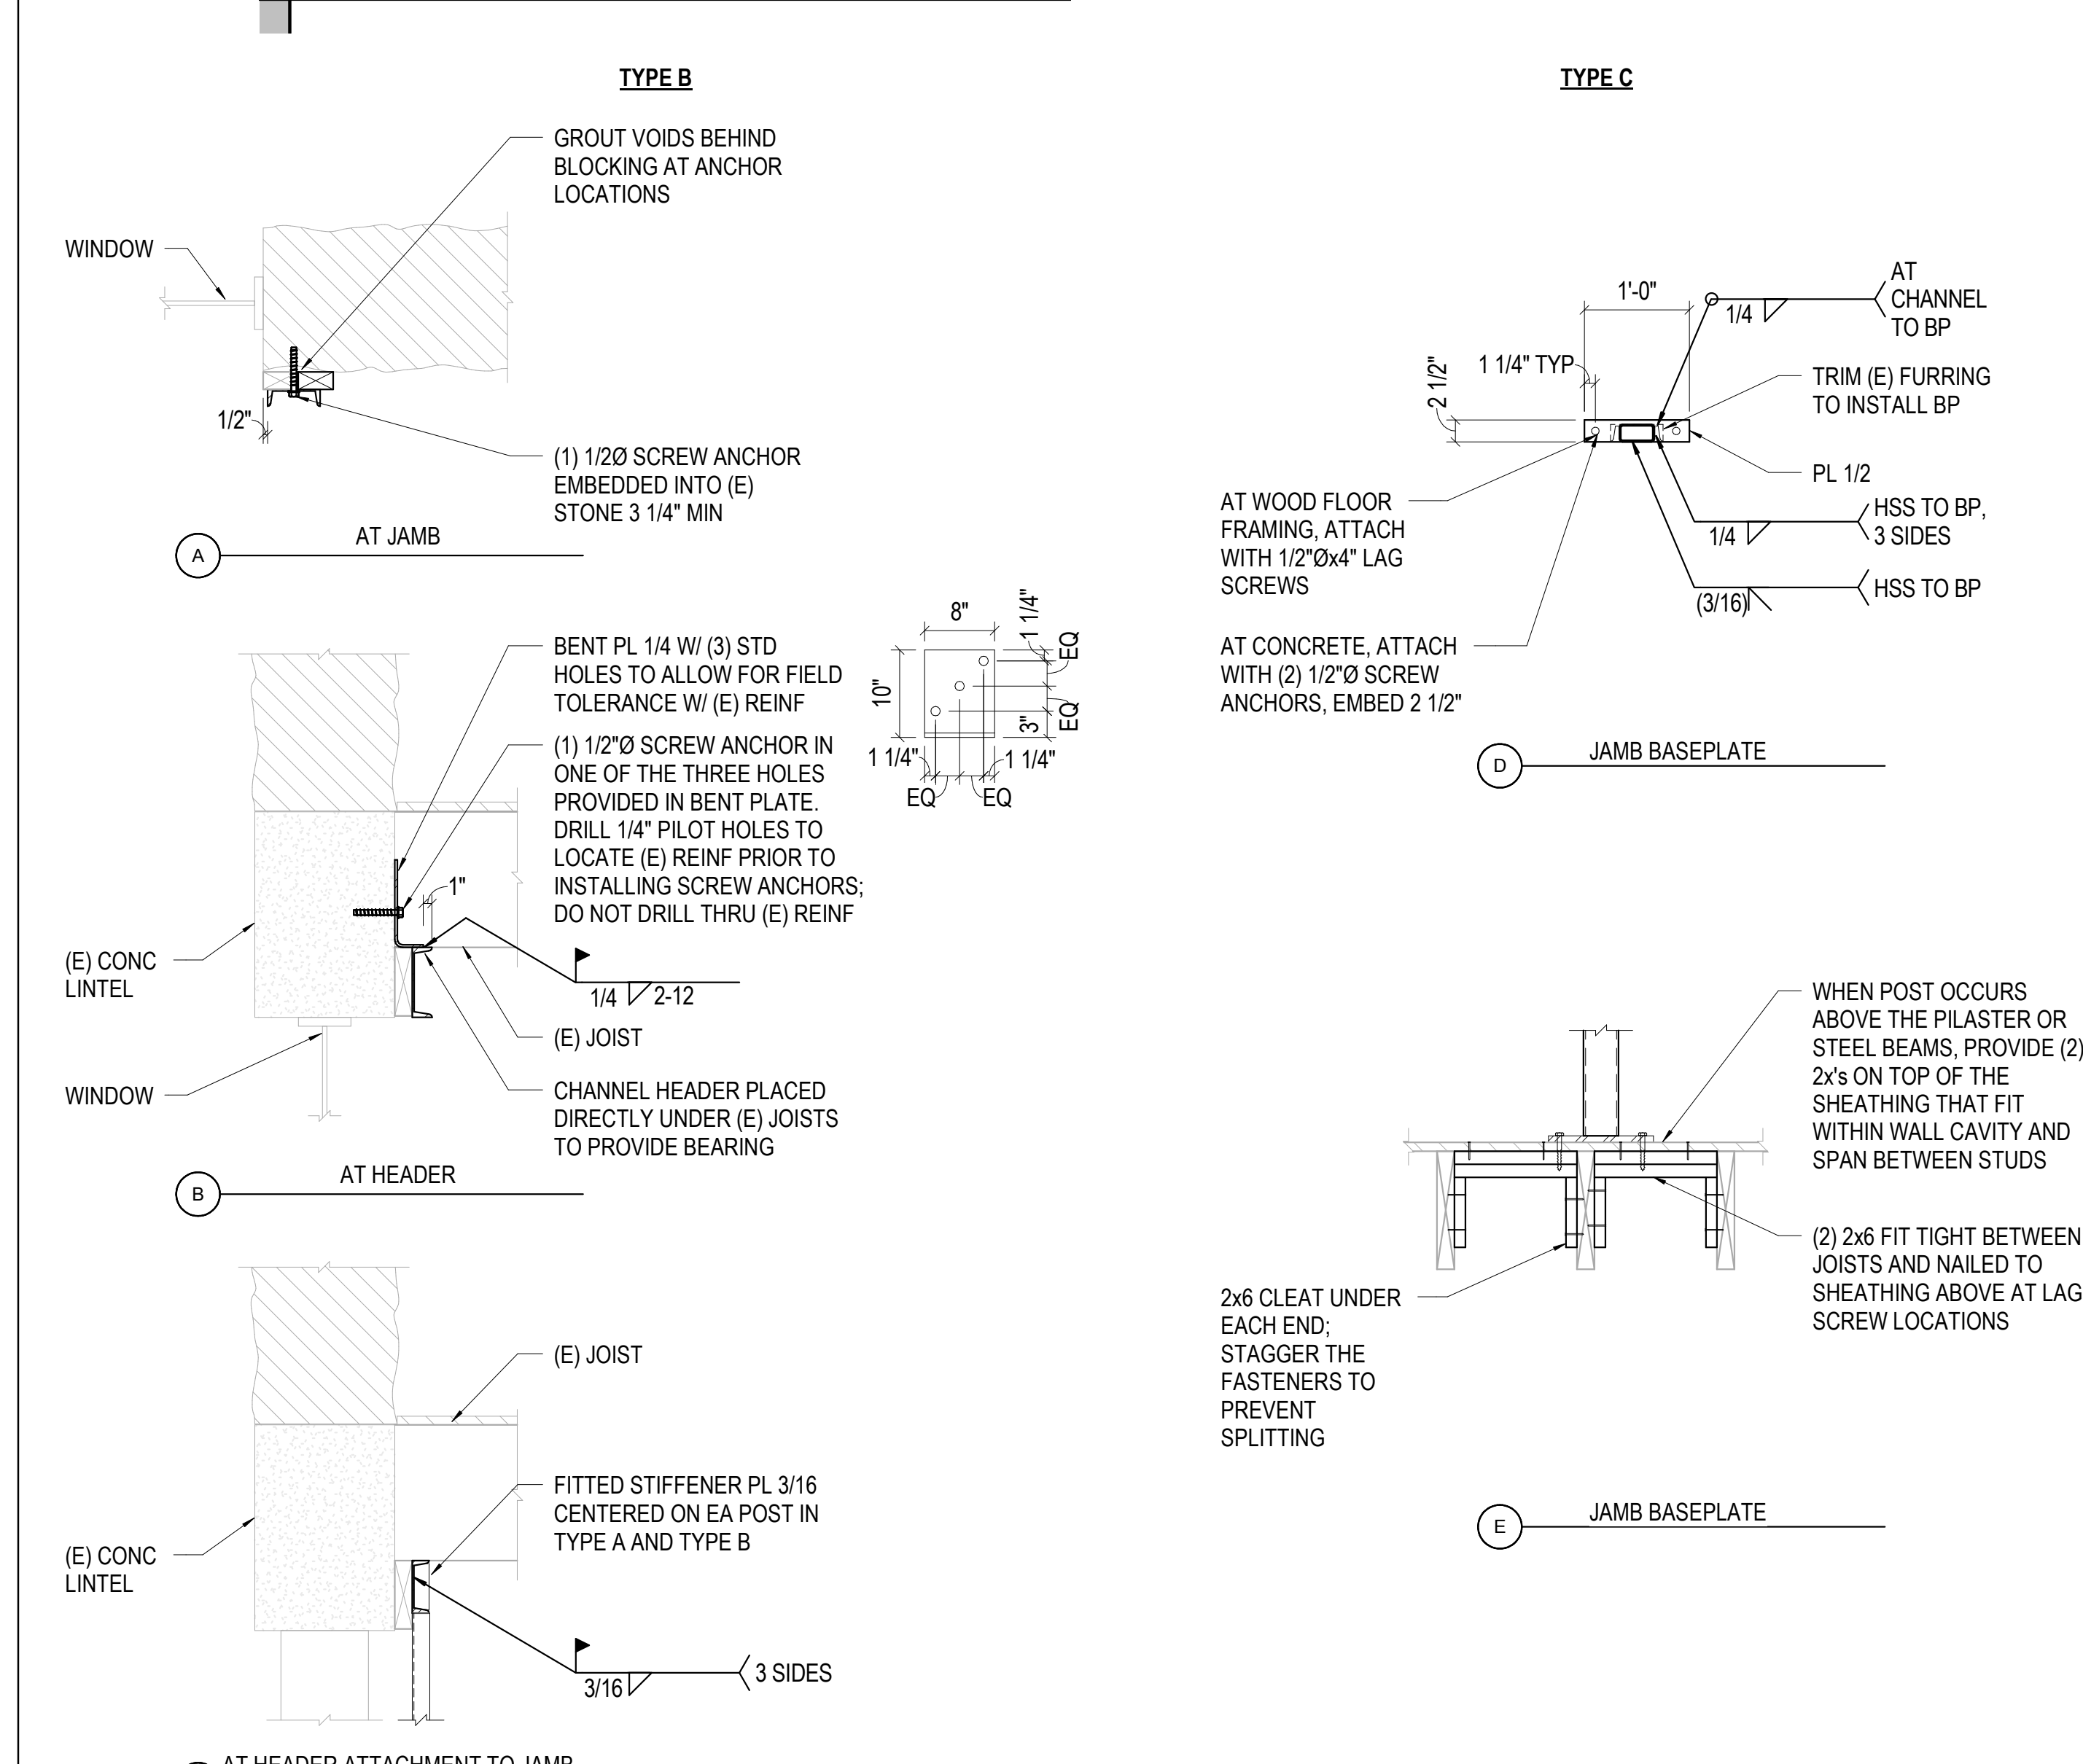 TYPE B
GROUT VOIDS BEHIND
BLOCKING AT ANCHOR
LOCATIONS
WINDOW
1/2"
(1) 1/2Ø SCREW ANCHOR
EMBEDDED INTO (E)
STONE 3 1/4" MIN
A
AT JAMB
BENT PL 1/4 W/ (3) STD
HOLES TO ALLOW FOR FIELD
TOLERANCE W/ (E) REINF
(1) 1/2"Ø SCREW ANCHOR IN
ONE OF THE THREE HOLES
PROVIDED IN BENT PLATE.
DRILL 1/4" PILOT HOLES TO
LOCATE (E) REINF PRIOR TO
INSTALLING SCREW ANCHORS;
DO NOT DRILL THRU (E) REINF
8"
10"
1 1/4"
EQ
EQ
3"
1 1/4"
1 1/4"
EQ
EQ
1"
(E) CONC
LINTEL
1/4
2-12
(E) JOIST
WINDOW
CHANNEL HEADER PLACED
DIRECTLY UNDER (E) JOISTS
TO PROVIDE BEARING
B
AT HEADER
(E) JOIST
FITTED STIFFENER PL 3/16
CENTERED ON EA POST IN
TYPE A AND TYPE B
(E) CONC
LINTEL
3/16
3 SIDES
AT HEADER ATTACHMENT TO JAMB
TYPE C
1'-0"
1 1/4" TYP
2 1/2"
1/4
AT
CHANNEL
TO BP
TRIM (E) FURRING
TO INSTALL BP
PL 1/2
1/4
HSS TO BP,
3 SIDES
(3/16)
HSS TO BP
AT WOOD FLOOR
FRAMING, ATTACH
WITH 1/2"Øx4" LAG
SCREWS
AT CONCRETE, ATTACH
WITH (2) 1/2"Ø SCREW
ANCHORS, EMBED 2 1/2"
D
JAMB BASEPLATE
WHEN POST OCCURS
ABOVE THE PILASTER OR
STEEL BEAMS, PROVIDE (2)
2x's ON TOP OF THE
SHEATHING THAT FIT
WITHIN WALL CAVITY AND
SPAN BETWEEN STUDS
(2) 2x6 FIT TIGHT BETWEEN
JOISTS AND NAILED TO
SHEATHING ABOVE AT LAG
SCREW LOCATIONS
2x6 CLEAT UNDER
EACH END;
STAGGER THE
FASTENERS TO
PREVENT
SPLITTING
E
JAMB BASEPLATE